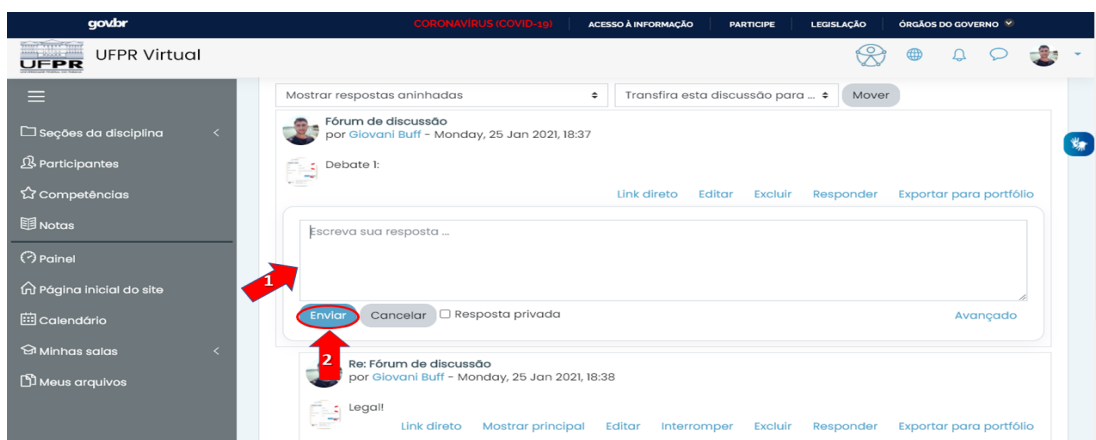 govbr CORONAVÍRUS (COVID-19) ACESSO À INFORMAÇÃO PARTICIPE LEGISLAÇÃO ÓRGÃOS DO GOVERNO
UFPR UFPR Virtual
Mostrar respostas aninhadas Transfira esta discussão para ... Mover
Fórum de discussão
por Giovani Buff - Monday, 25 Jan 2021, 18:37
Debate 1:
Link direto Editar Excluir Responder Exportar para portfólio
Escreva sua resposta ...
1
Enviar Cancelar Resposta privada Avançado
2
Re: Fórum de discussão
por Giovani Buff - Monday, 25 Jan 2021, 18:38
Legal!
Link direto Mostrar principal Editar Interromper Excluir Responder Exportar para portfólio
Seções da disciplina
Participantes
Competências
Notas
Painel
Página inicial do site
Calendário
Minhas salas
Meus arquivos